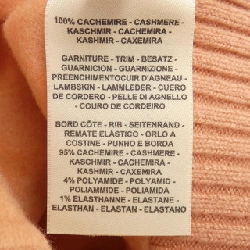 100% CACHEMIRE - CASHMERE -
KASCHMIR - CACHEMIRA -
KASHMIR - CAXEMIRA
GARNITURE - TRIM - BESATZ -
GUARNICION - GUARNIZIONE -
PREENCHIMENTOCUIR D'AGNEAU -
LAMBSKIN - LAMMLEDER - CUERO
DE CORDERO - PELLE DI AGNELLO
- COURO DE CORDEIRO
BORD CÔTE - RIB - SEITENRAND -
REMATE ELASTICO - ORLO A
COSTINE - PUNHO E BORDA
95% CACHEMIRE - CASHMERE -
KASCHMIR - CACHEMIRA -
KASHMIR - CAXEMIRA
4% POLYAMIDE - POLYAMID -
POLIAMMIDE - POLIAMIDA
1% ELASTHANNE - ELASTANE -
ELASTHAN - ELASTAN - ELASTANO